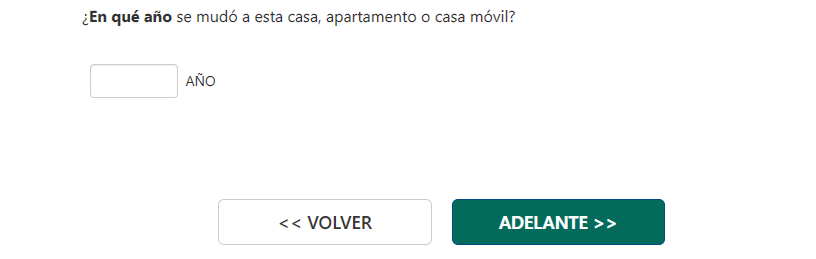 ¿En qué año se mudó a esta casa, apartamento o casa móvil?
AÑO
<< VOLVER
ADELANTE >>